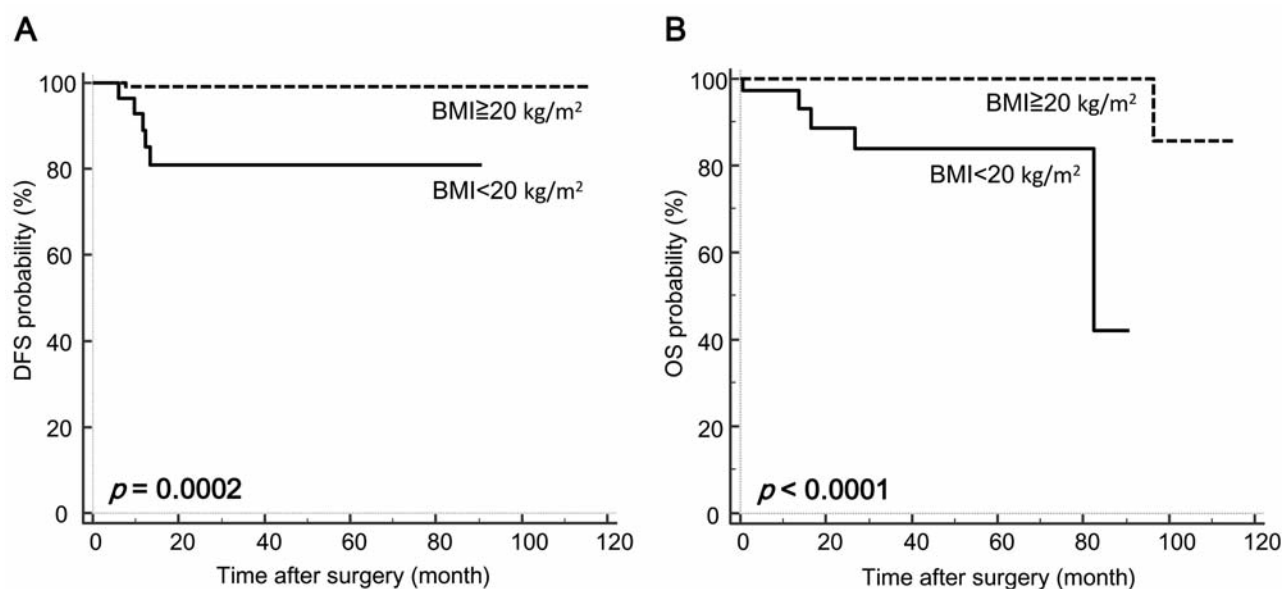 A
DFS probability (%)
100
80
60
40
20
0
BMI≧20 kg/m²
BMI<20 kg/m²
p = 0.0002
0 20 40 60 80 100 120
Time after surgery (month)
B
OS probability (%)
100
80
60
40
20
0
BMI≧20 kg/m²
BMI<20 kg/m²
p < 0.0001
0 20 40 60 80 100 120
Time after surgery (month)